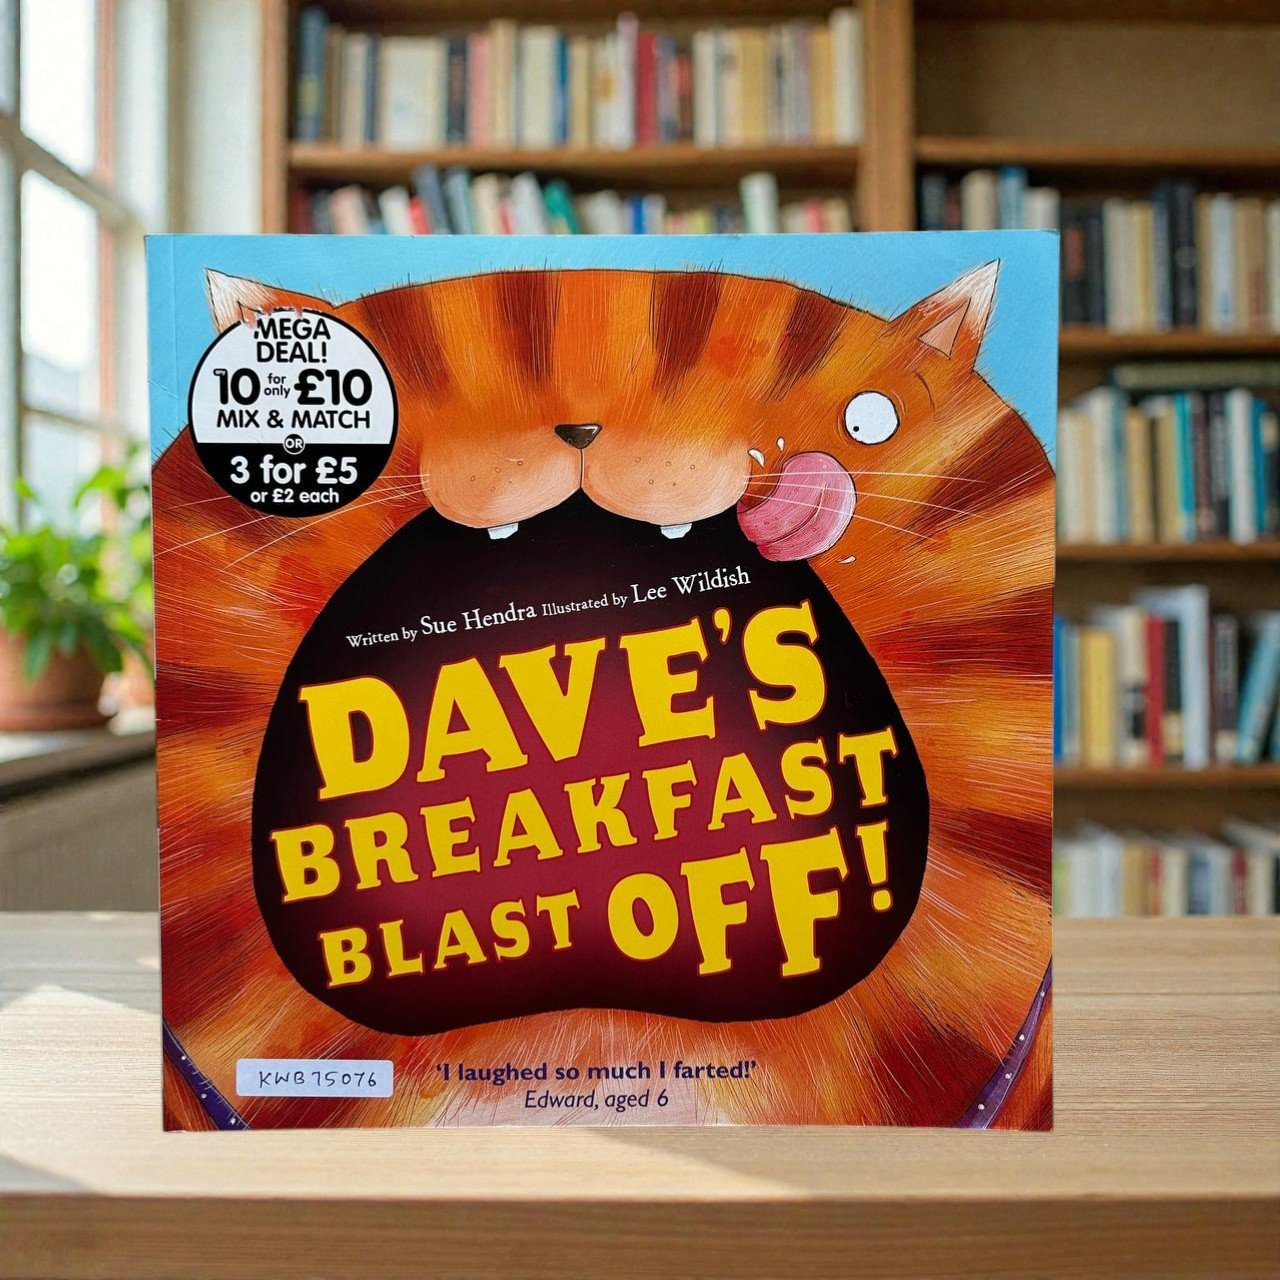 MEGA
DEAL!
ANY 10 for only £10
MIX & MATCH
OR
3 for £5
or £2 each
Written by Sue Hendra Illustrated by Lee Wildish
DAVE'S
BREAKFAST
BLAST OFF!
KWB75076
'I laughed so much I farted!'
Edward, aged 6